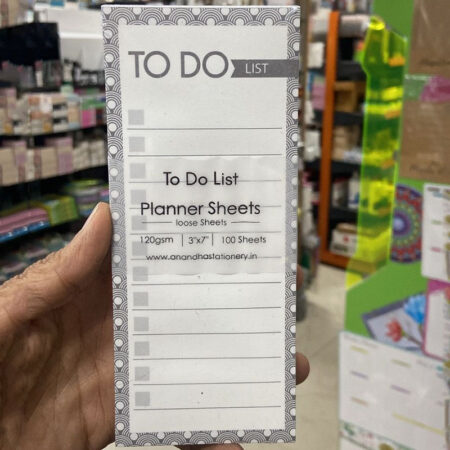 TO DO LIST
To Do List
Planner Sheets
loose Sheets
120gsm | 3"x7" | 100 Sheets
www.anandhastationery.in